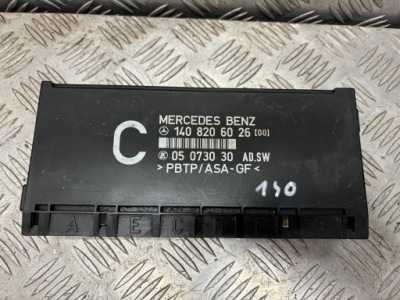 C
MERCEDES BENZ
140 820 60 26 [00]
05 0730 30 AD.SW
>PBTP/ASA-GF<
140
A E C